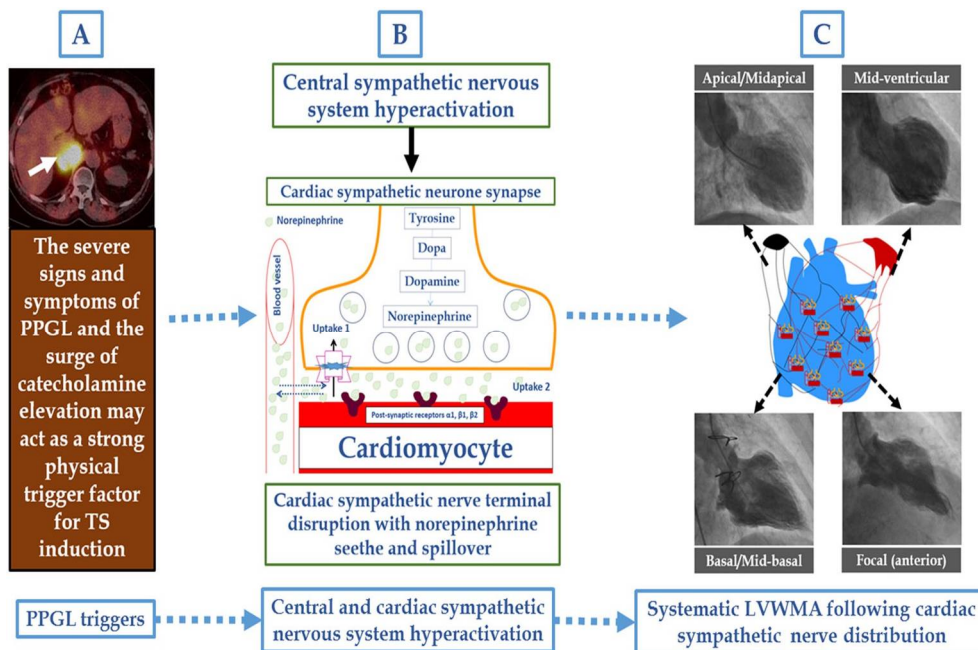 A
The severe
signs and
symptoms of
PPGL and the
surge of
catecholamine
elevation may
act as a strong
physical
trigger factor
for TS
induction
PPGL triggers
B
Central sympathetic nervous
system hyperactivation
Cardiac sympathetic neurone synapse
Norepinephrine
Tyrosine
Dopa
Dopamine
Norepinephrine
Blood vessel
Uptake 1
Uptake 2
Post-synaptic receptors α1, β1, β2
Cardiomyocyte
Cardiac sympathetic nerve terminal
disruption with norepinephrine
seethe and spillover
Central and cardiac sympathetic
nervous system hyperactivation
C
Apical/Midapical
Mid-ventricular
Basal/Mid-basal
Focal (anterior)
Systematic LVWMA following cardiac
sympathetic nerve distribution